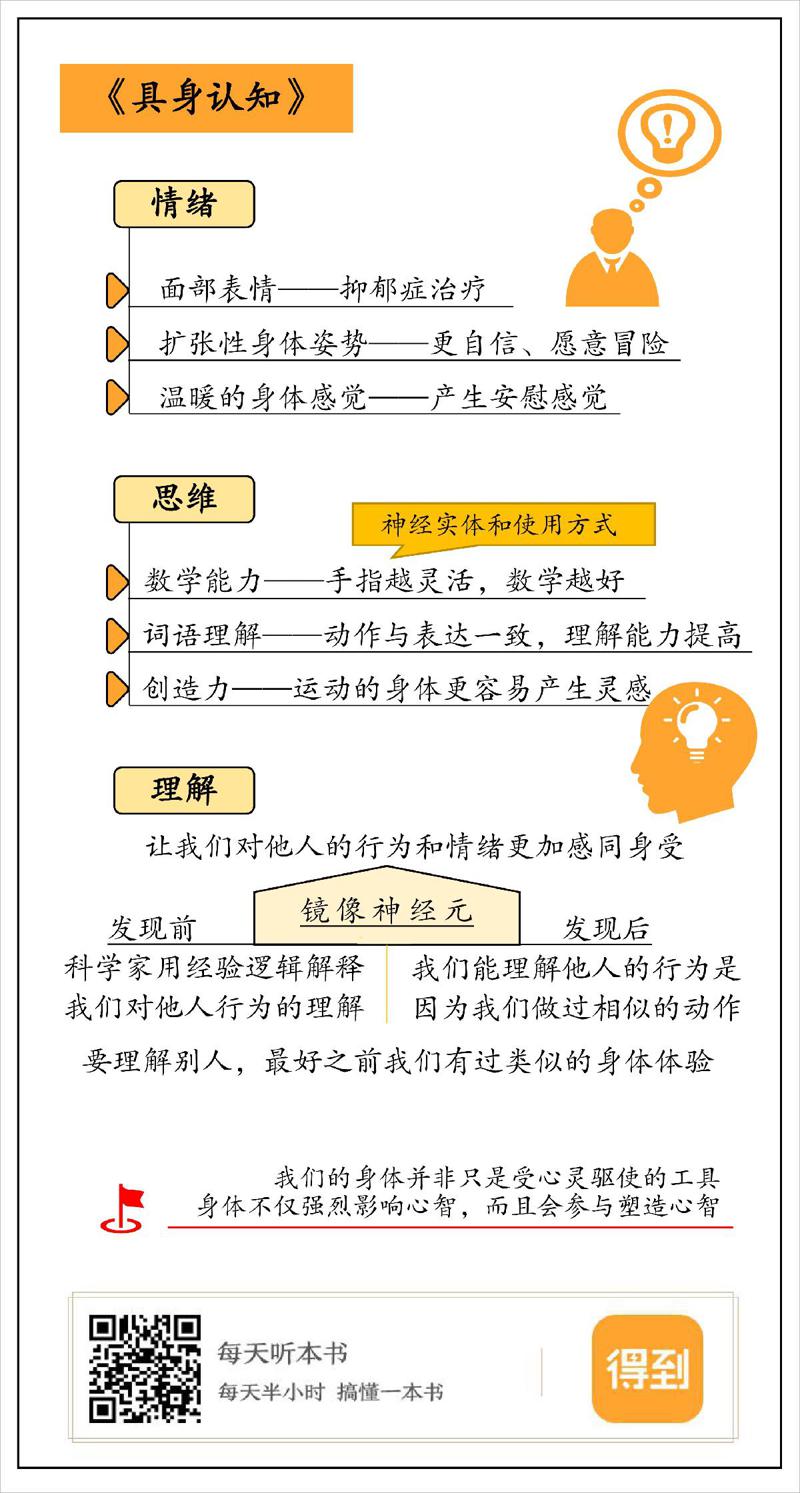 《具身认知》
情绪
面部表情——抑郁症治疗
扩张性身体姿势——更自信、愿意冒险
温暖的身体感觉——产生安慰感觉
思维
神经实体和使用方式
数学能力——手指越灵活，数学越好
词语理解——动作与表达一致，理解能力提高
创造力——运动的身体更容易产生灵感
理解
让我们对他人的行为和情绪更加感同身受
镜像神经元
发现前
科学家用经验逻辑解释
我们对他人行为的理解
发现后
我们能理解他人的行为是
因为我们做过相似的动作
要理解别人，最好之前我们有过类似的身体体验
我们的身体并非只是受心灵驱使的工具
身体不仅强烈影响心智，而且会参与塑造心智
每天听本书
每天半小时 搞懂一本书
得到